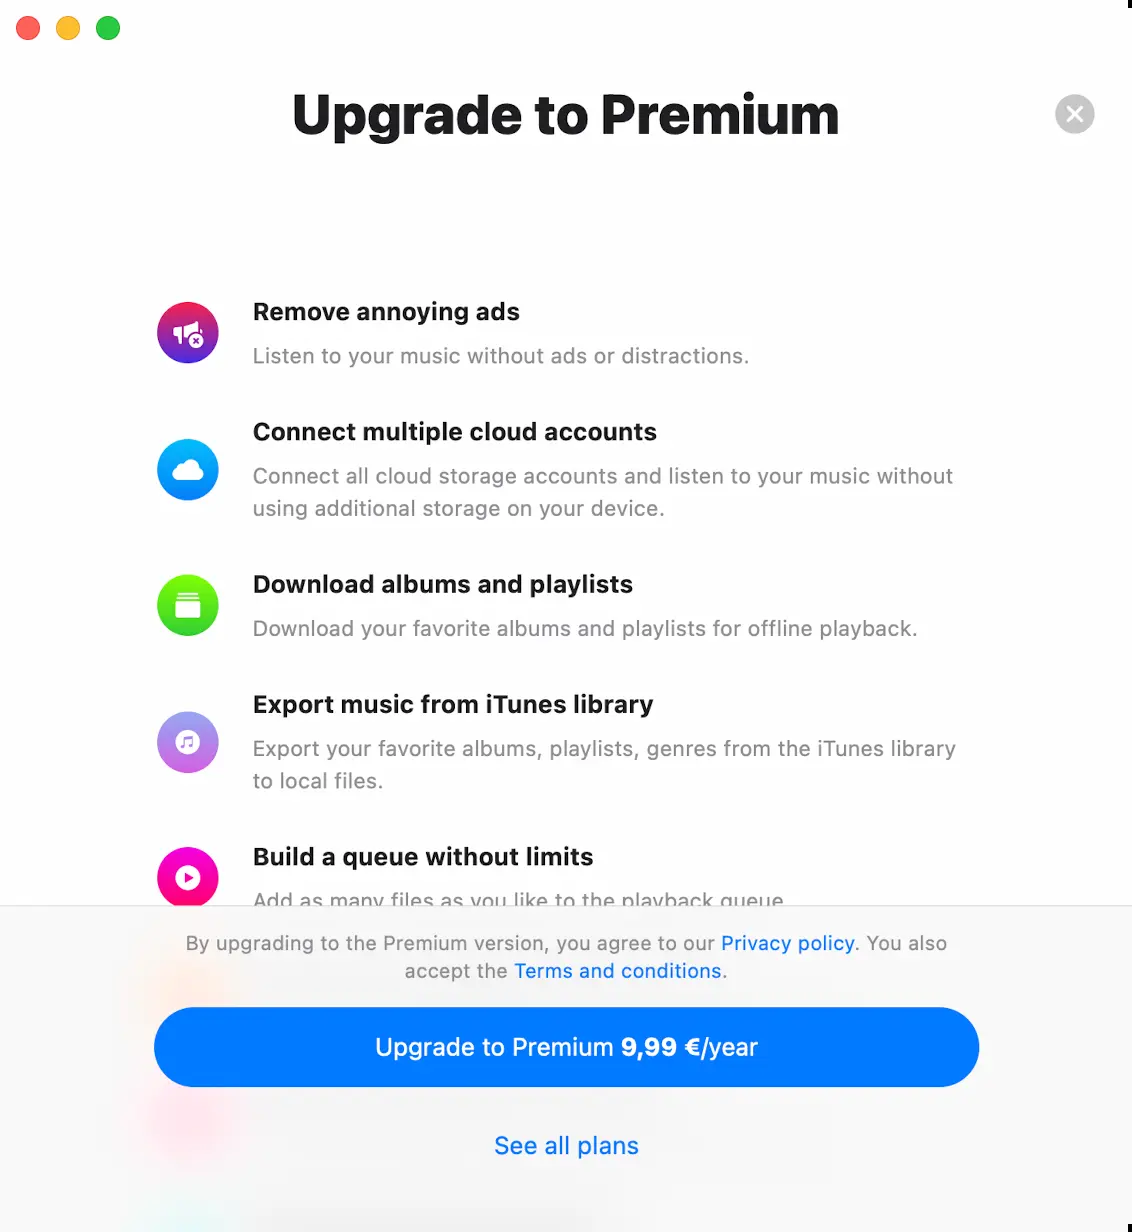 Upgrade to Premium
Remove annoying ads
Listen to your music without ads or distractions.
Connect multiple cloud accounts
Connect all cloud storage accounts and listen to your music without
using additional storage on your device.
Download albums and playlists
Download your favorite albums and playlists for offline playback.
Export music from iTunes library
Export your favorite albums, playlists, genres from the iTunes library
to local files.
Build a queue without limits
Add as many files as you like to the playback queue
By upgrading to the Premium version, you agree to our Privacy policy. You also
accept the Terms and conditions.
Upgrade to Premium 9,99 €/year
See all plans